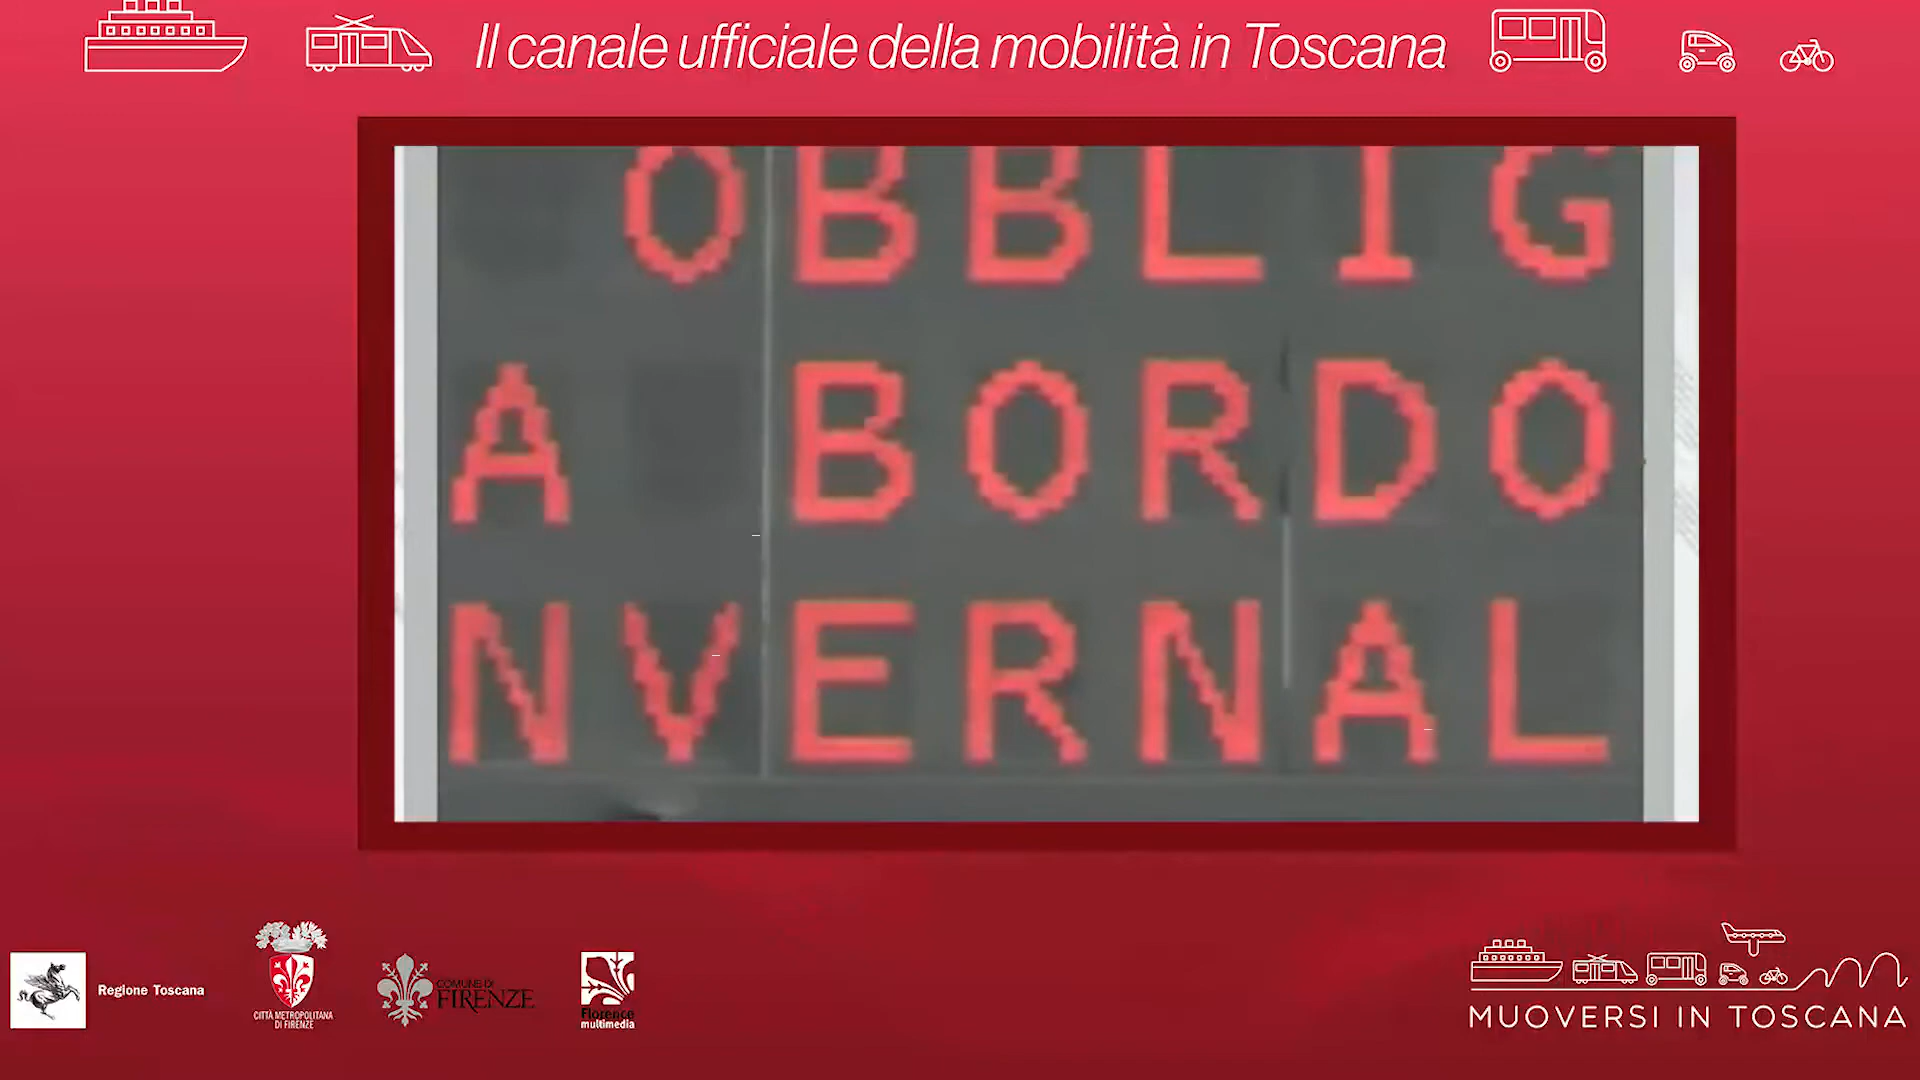 Il canale ufficiale della mobilità in Toscana
OBBLIG
A BORDO
NVERNAL
Regione Toscana
CITTÀ METROPOLITANA
DI FIRENZE
COMUNE DI
FIRENZE
Florence
multimedia
MUOVERSI IN TOSCANA